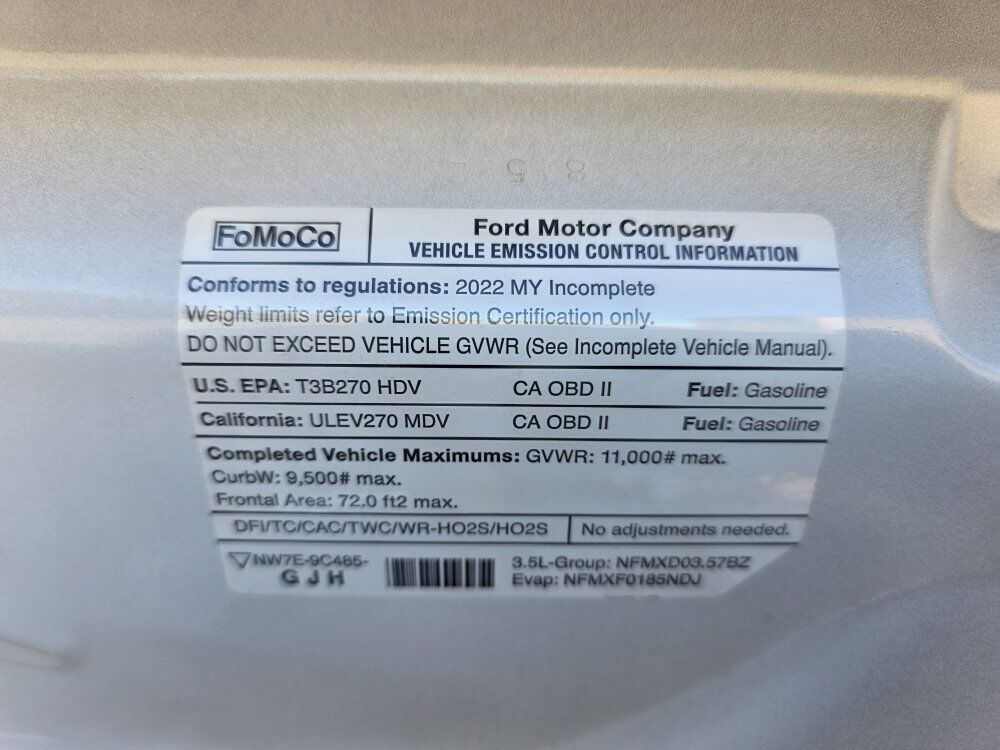 8 5
FoMoCo
Ford Motor Company
VEHICLE EMISSION CONTROL INFORMATION
Conforms to regulations: 2022 MY Incomplete
Weight limits refer to Emission Certification only.
DO NOT EXCEED VEHICLE GVWR (See Incomplete Vehicle Manual).
U.S. EPA: T3B270 HDV CA OBD II Fuel: Gasoline
California: ULEV270 MDV CA OBD II Fuel: Gasoline
Completed Vehicle Maximums: GVWR: 11,000# max.
CurbW: 9,500# max.
Frontal Area: 72.0 ft2 max.
DFI/TC/CAC/TWC/WR-HO2S/HO2S No adjustments needed.
NW7E-9C485-
G J H
3.5L-Group: NFMXD03.57BZ
Evap: NFMXF0185NDJ